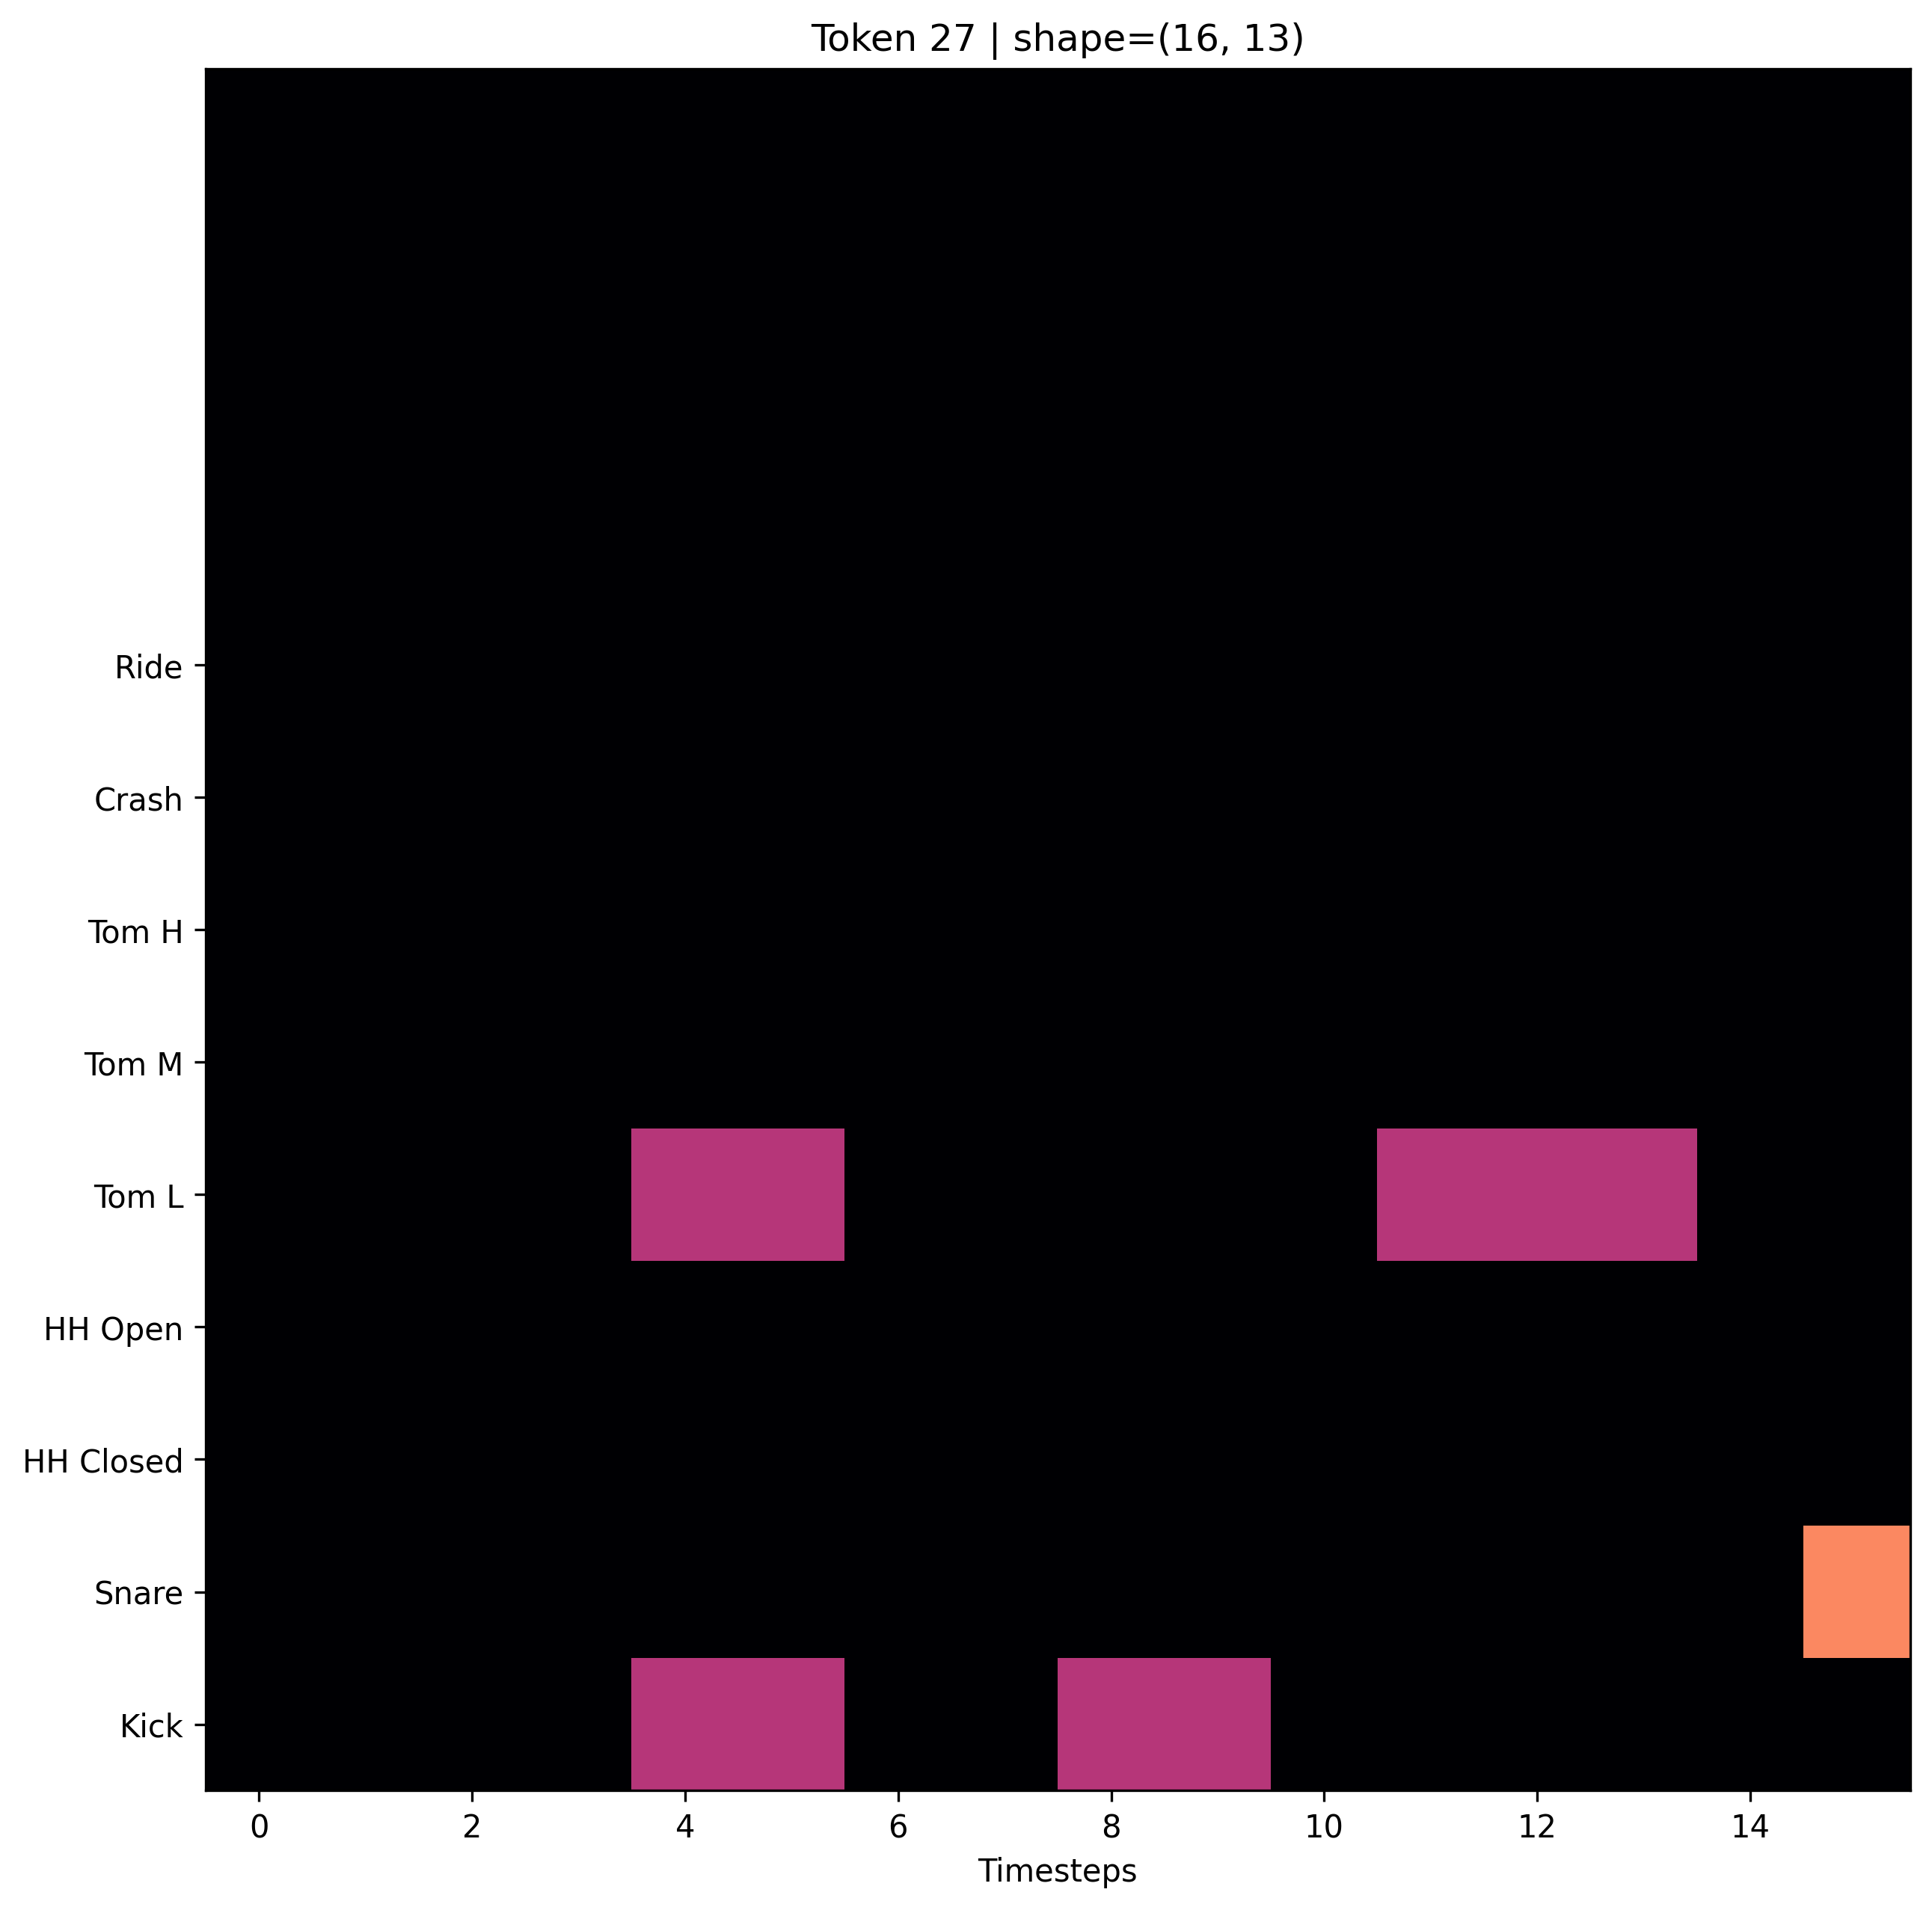 Token 27 | shape=(16, 13)
Ride
Crash
Tom H
Tom M
Tom L
HH Open
HH Closed
Snare
Kick
0 2 4 6 8 10 12 14
Timesteps